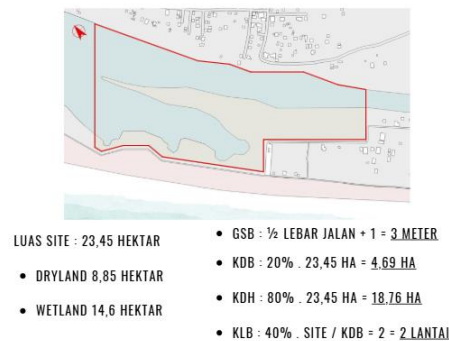 LUAS SITE : 23,45 HEKTAR
• DRYLAND 8,85 HEKTAR
• WETLAND 14,6 HEKTAR
• GSB : ½ LEBAR JALAN + 1 = 3 METER
• KDB : 20% . 23,45 HA = 4,69 HA
• KDH : 80% . 23,45 HA = 18,76 HA
• KLB : 40% . SITE / KDB = 2 = 2 LANTAI